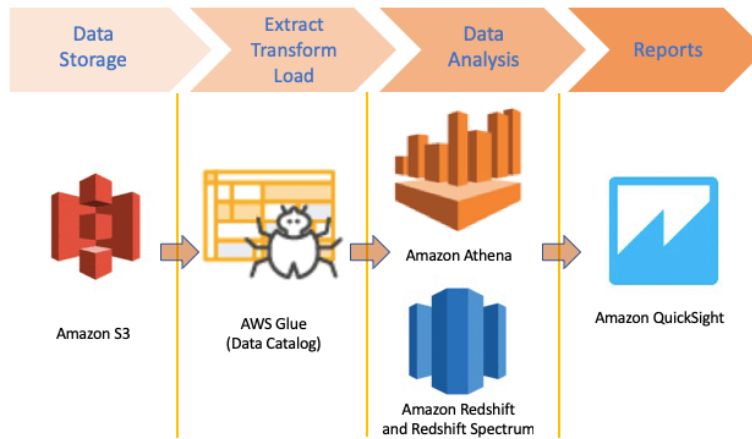 Data
Storage
Extract
Transform
Load
Data
Analysis
Reports
Amazon S3
AWS Glue
(Data Catalog)
Amazon Athena
Amazon Redshift
and Redshift Spectrum
Amazon QuickSight